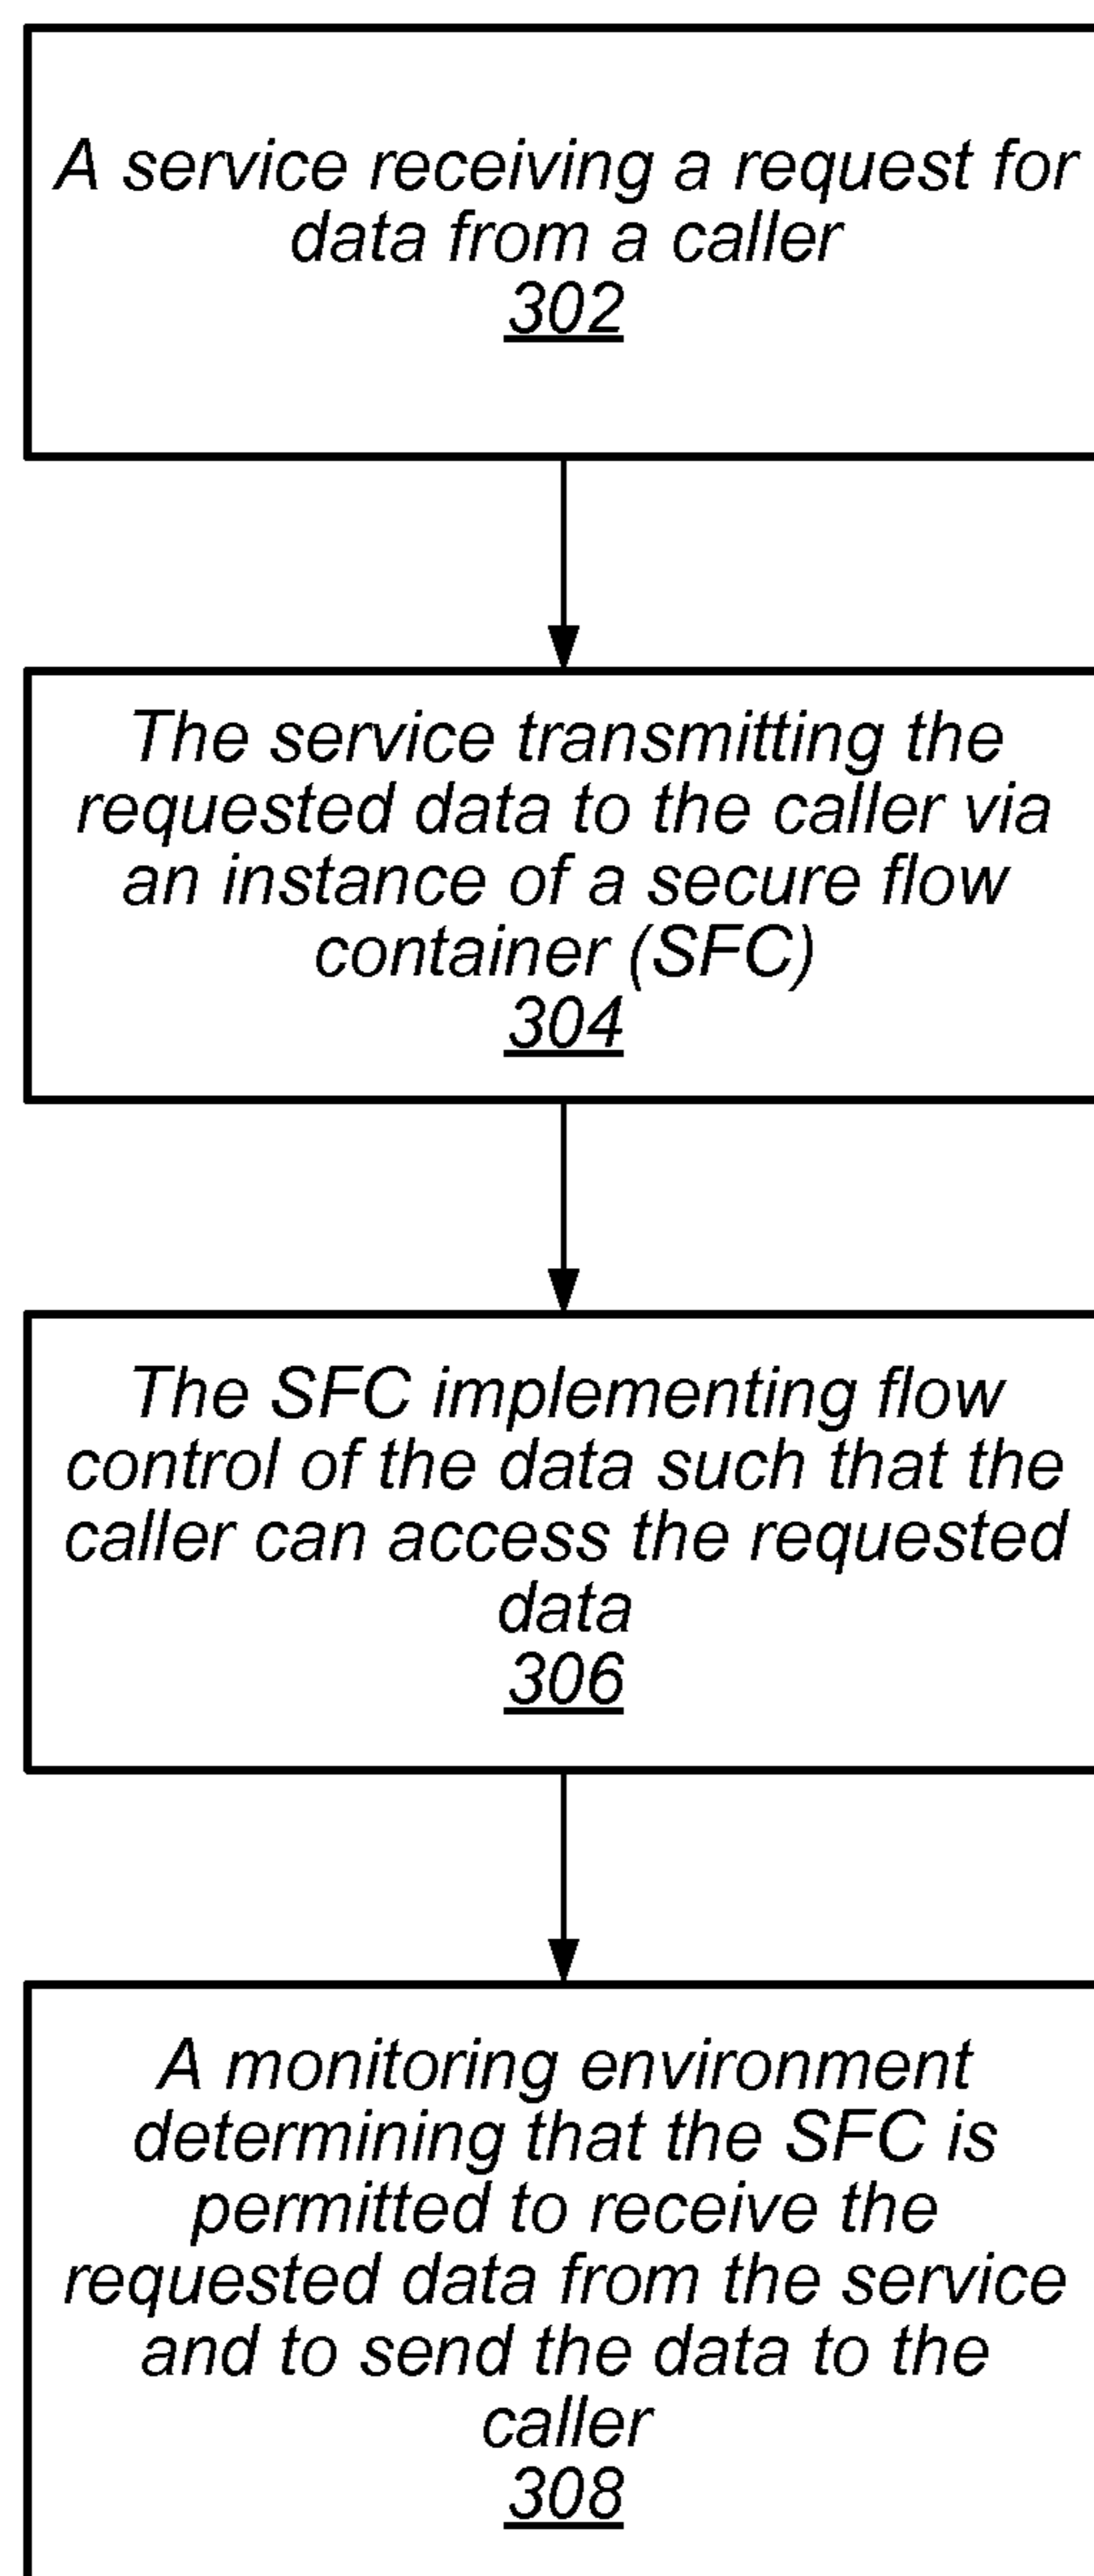 A service receiving a request for
data from a caller
302
The service transmitting the
requested data to the caller via
an instance of a secure flow
container (SFC)
304
The SFC implementing flow
control of the data such that the
caller can access the requested
data
306
A monitoring environment
determining that the SFC is
permitted to receive the
requested data from the service
and to send the data to the
caller
308